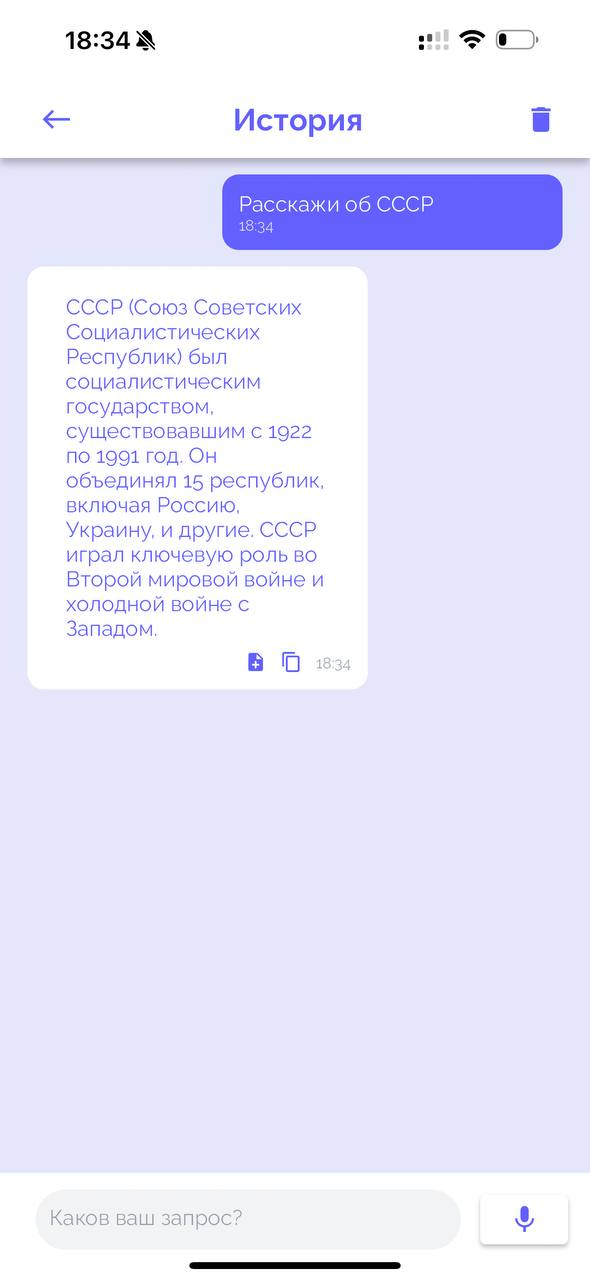 18:34
История
Расскажи об СССР
18:34
СССР (Союз Советских
Социалистических
Республик) был
социалистическим
государством,
существовавшим с 1922
по 1991 год. Он
объединял 15 республик,
включая Россию,
Украину, и другие. СССР
играл ключевую роль во
Второй мировой войне и
холодной войне с
Западом.
18:34
Каков ваш запрос?